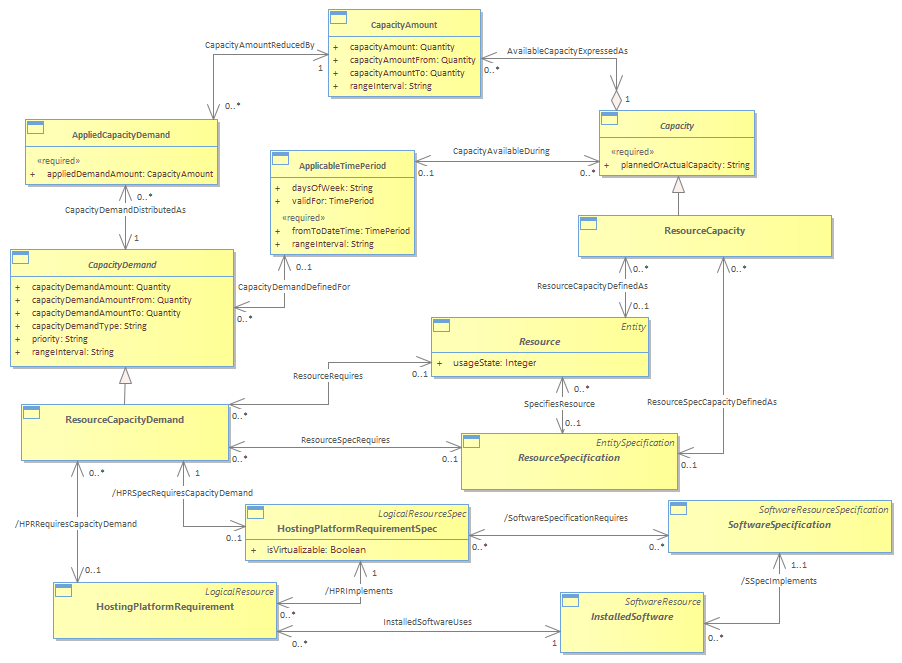 CapacityAmount
+ capacityAmount: Quantity
+ capacityAmountFrom: Quantity
+ capacityAmountTo: Quantity
+ rangeInterval: String
CapacityAmountReducedBy
1
0..*
AvailableCapacityExpressedAs
0..*
1
AppliedCapacityDemand
«required»
+ appliedDemandAmount: CapacityAmount
Capacity
«required»
+ plannedOrActualCapacity: String
ApplicableTimePeriod
+ daysOfWeek: String
+ validFor: TimePeriod
«required»
+ fromToDateTime: TimePeriod
+ rangeInterval: String
CapacityAvailableDuring
0..1
0..*
0..*
CapacityDemandDistributedAs
1
ResourceCapacity
CapacityDemand
+ capacityDemandAmount: Quantity
+ capacityDemandAmountFrom: Quantity
+ capacityDemandAmountTo: Quantity
+ capacityDemandType: String
+ priority: String
+ rangeInterval: String
0..1
CapacityDemandDefinedFor
0..*
0..*
ResourceCapacityDefinedAs
0..1
0..*
Entity
Resource
+ usageState: Integer
ResourceRequires
0..1
0..*
0..*
SpecifiesResource
0..1
ResourceSpecCapacityDefinedAs
0..1
ResourceCapacityDemand
ResourceSpecRequires
0..*
0..1
EntitySpecification
ResourceSpecification
0..*
1
/HPRSpecRequiresCapacityDemand
0..1
/HPRRequiresCapacityDemand
0..1
LogicalResourceSpec
HostingPlatformRequirementSpec
+ isVirtualizable: Boolean
/SoftwareSpecificationRequires
0..*
0..*
SoftwareResourceSpecification
SoftwareSpecification
1
/HPRImplements
0..*
1..1
/SSpecImplements
0..*
LogicalResource
HostingPlatformRequirement
InstalledSoftwareUses
0..*
1
SoftwareResource
InstalledSoftware